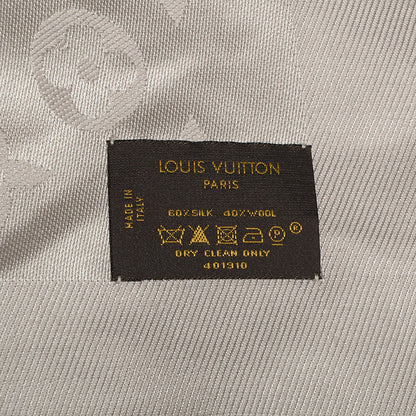 LOUIS VUITTON
PARIS
MADE IN
ITALY
60%SILK 40%WOOL
P ®
DRY CLEAN ONLY
401910